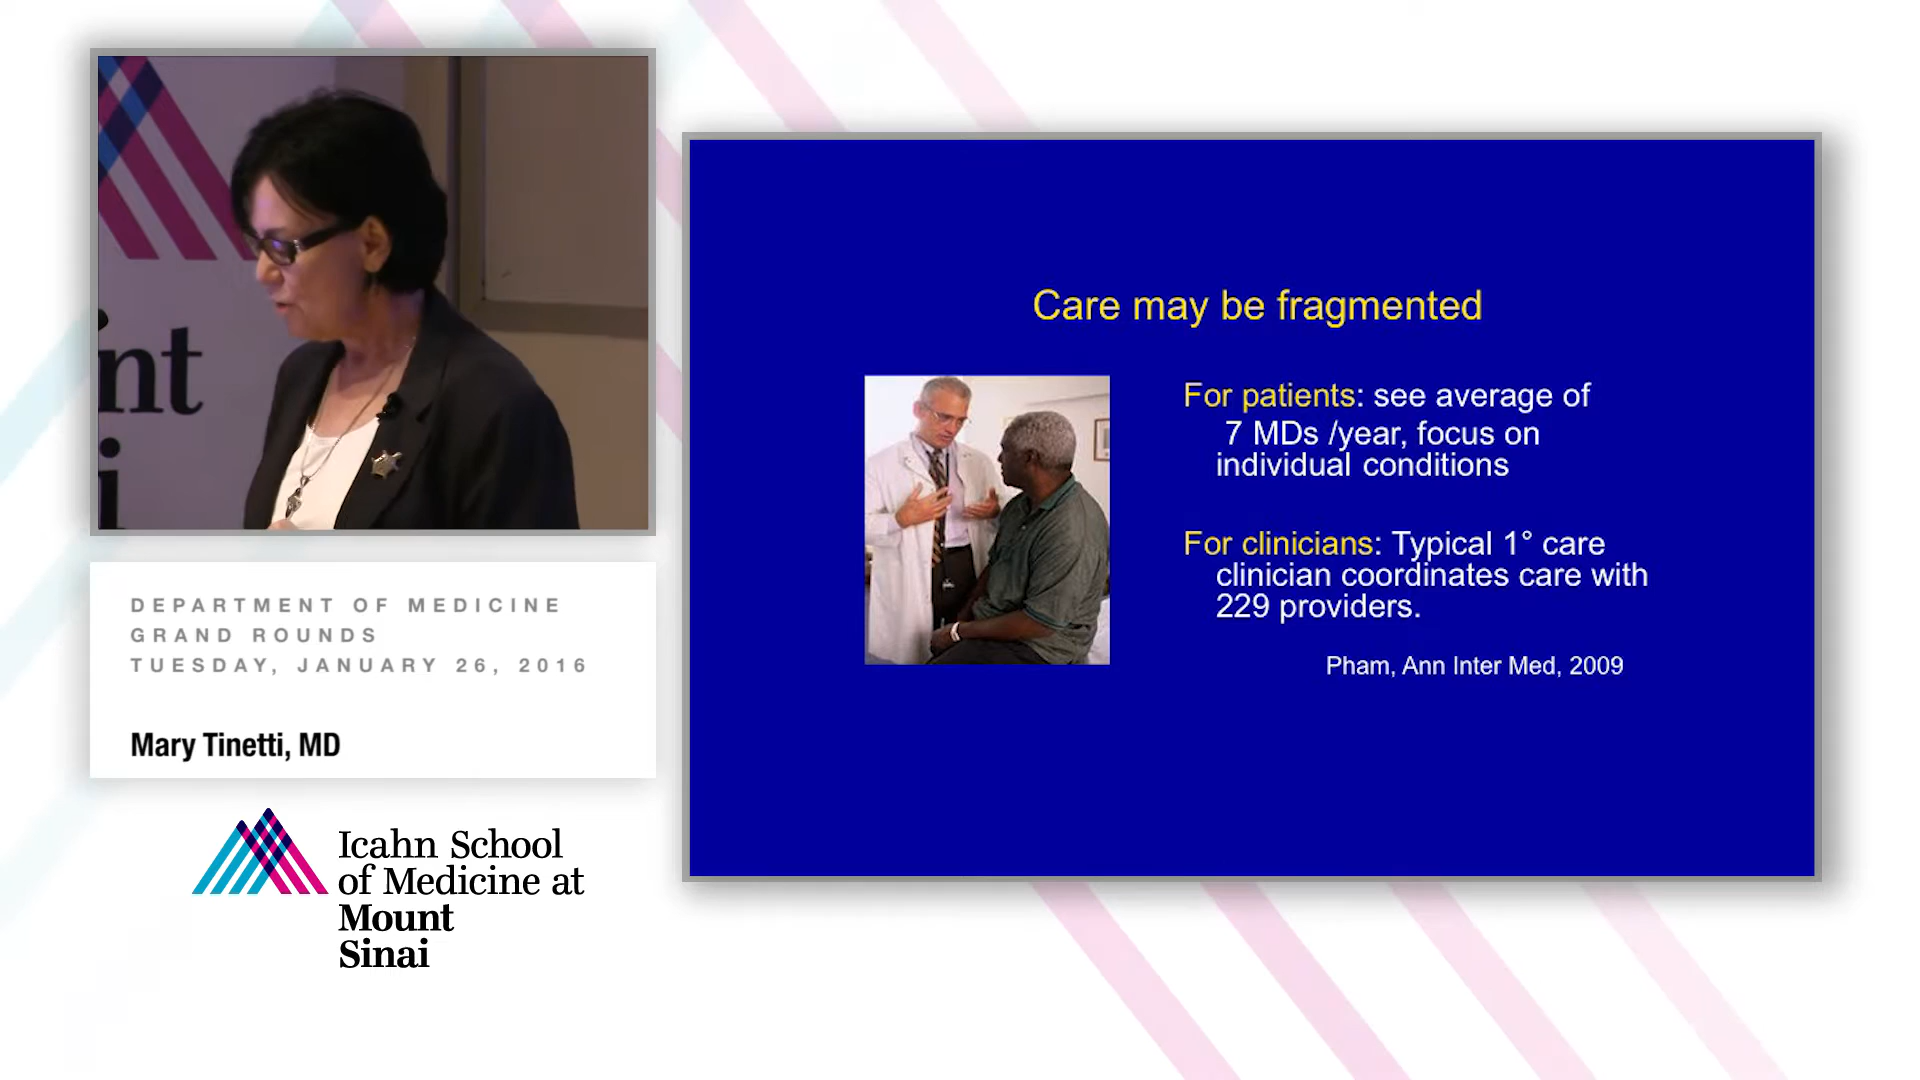 nt
i
DEPARTMENT OF MEDICINE
GRAND ROUNDS
TUESDAY, JANUARY 26, 2016
Mary Tinetti, MD
Icahn School
of Medicine at
Mount
Sinai
Care may be fragmented
For patients: see average of
7 MDs /year, focus on
individual conditions
For clinicians: Typical 1° care
clinician coordinates care with
229 providers.
Pham, Ann Inter Med, 2009